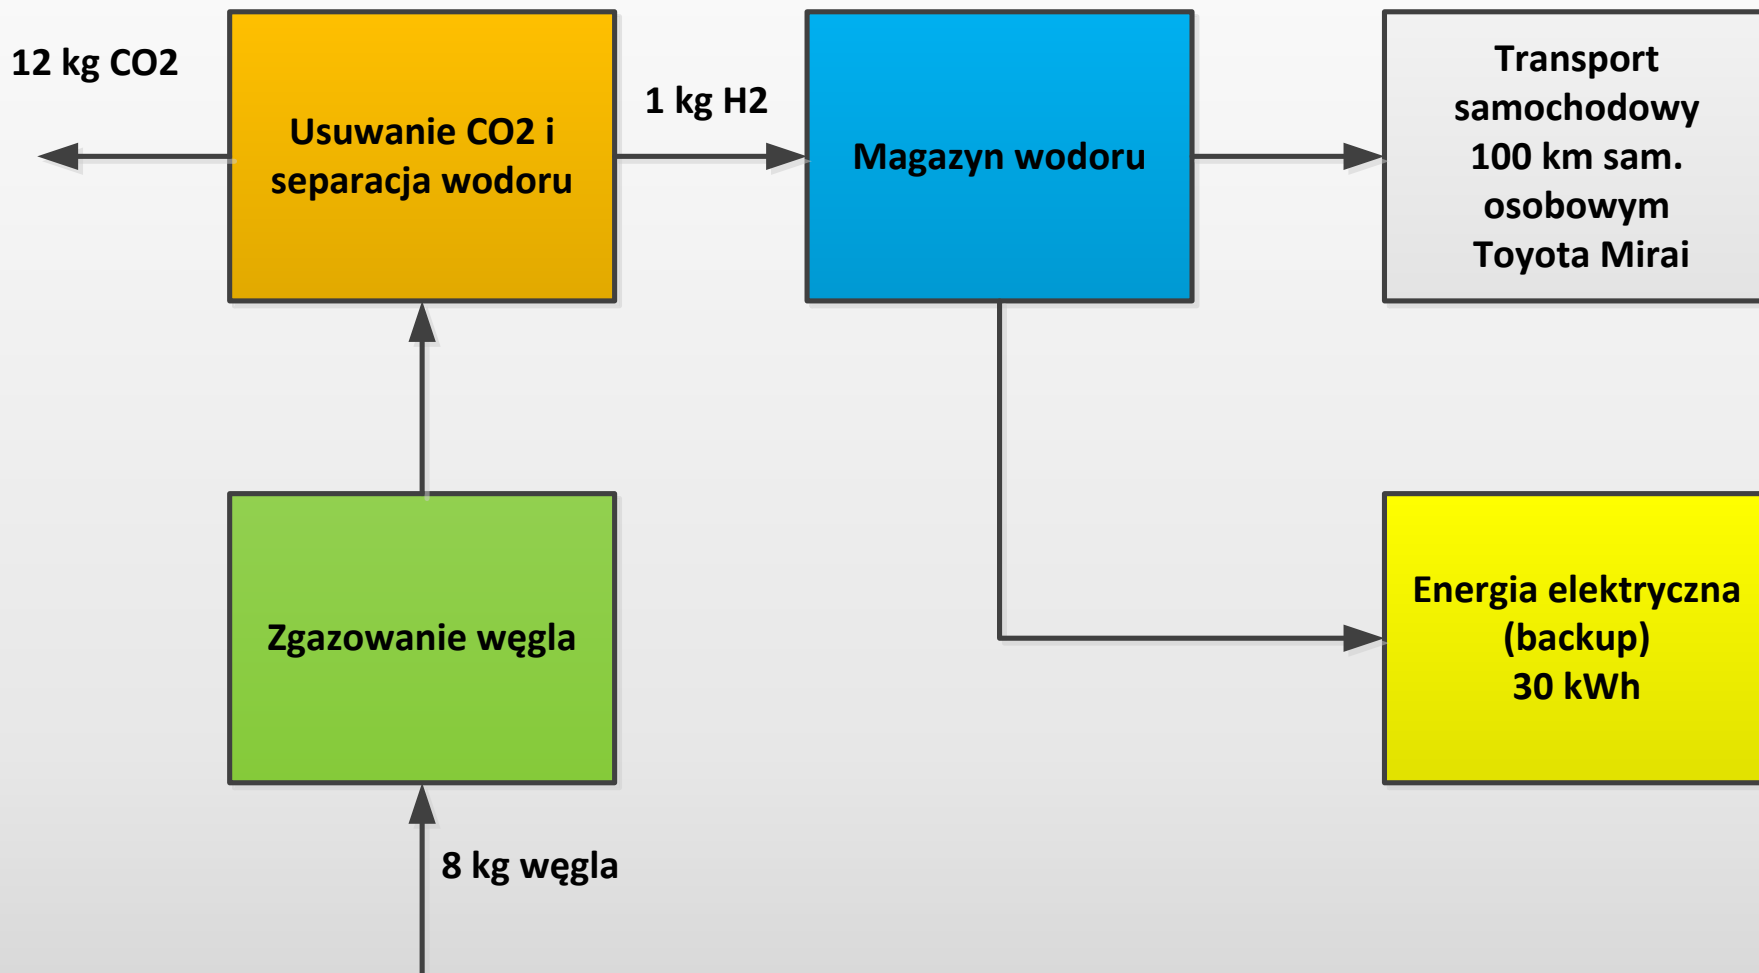 12 kg CO2
Usuwanie CO2 i
separacja wodoru
1 kg H2
Magazyn wodoru
Transport
samochodowy
100 km sam.
osobowym
Toyota Mirai
Zgazowanie węgla
Energia elektryczna
(backup)
30 kWh
8 kg węgla